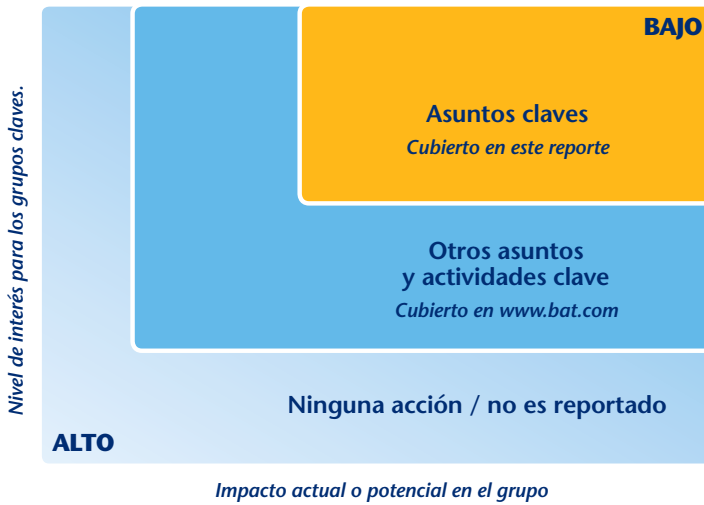 BAJO
Nivel de interés para los grupos claves.
Asuntos claves
Cubierto en este reporte
Otros asuntos
y actividades clave
Cubierto en www.bat.com
Ninguna acción / no es reportado
ALTO
Impacto actual o potencial en el grupo